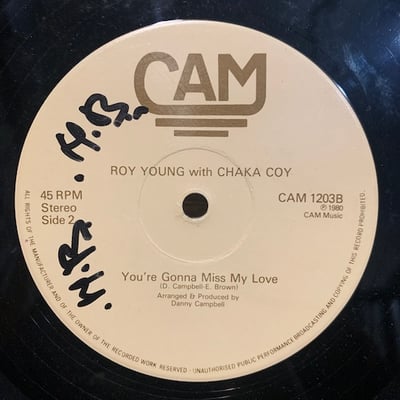 CAM
ROY YOUNG with CHAKA COY
45 RPM
Stereo
Side 2
CAM 1203B
℗ 1980
CAM Music
.H.B..
.H.B..
You're Gonna Miss My Love
(D. Campbell-E. Brown)
Arranged & Produced by
Danny Campbell
ALL RIGHTS OF THE MANUFACTURER AND OF THE OWNER OF THE RECORDED WORK RESERVED - UNAUTHORISED PUBLIC PERFORMANCE BROADCASTING AND COPYING OF THIS RECORD PROHIBITED.